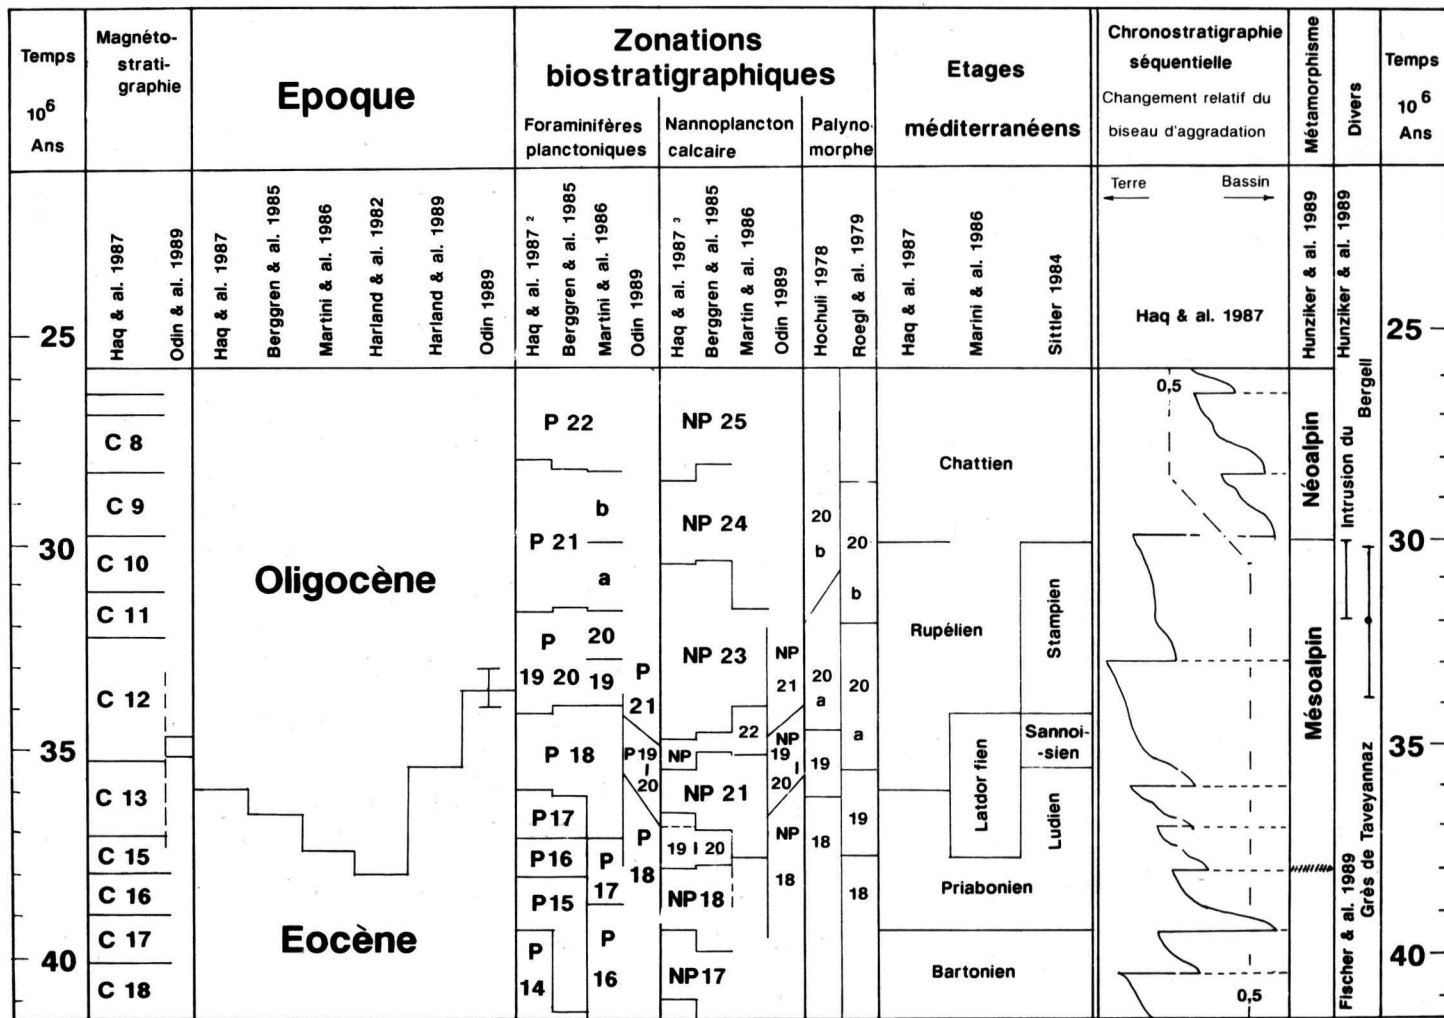 Temps
10 6
Ans
Magnéto-
strati-
graphie
Epoque
Zonations
biostratigraphiques
Foraminifères
planctoniques
Nannoplancton
calcaire
Palyno-
morphe
Etages
méditerranéens
Chronostratigraphie
séquentielle
Changement relatif du
biseau d'aggradation
Métamorphisme
Divers
Temps
10 6
Ans
Haq & al. 1987
Odin & al. 1989
Haq & al. 1987
Berggren & al. 1985
Martini & al. 1986
Harland & al. 1982
Harland & al. 1989
Odin 1989
Haq & al. 1987 2
Berggren & al. 1985
Martini & al. 1986
Odin 1989
Haq & al. 1987 3
Berggren & al. 1985
Martin & al. 1986
Odin 1989
Hochuli 1978
Roegl & al. 1979
Haq & al. 1987
Marini & al. 1986
Sittler 1984
Terre
Bassin
Haq & al. 1987
Hunziker & al. 1989
Hunziker & al. 1989
25
30
35
40
C 8
C 9
C 10
C 11
C 12
C 13
C 15
C 16
C 17
C 18
Oligocène
Eocène
P 22
b
P 21
a
P
19 20
20
19
P
21
P 18
P 19
I
20
P17
P16
P15
P
14
P
17
P
16
P
18
NP 25
NP 24
NP 23
NP
22
NP 21
19 I 20
NP 18
NP 17
NP
21
NP
19
I
20
NP
18
20
b
20
a
19
18
20
b
20
a
19
18
Chattien
Rupélien
Stampien
Sannoi-
-sien
Latdor fien
Ludien
Priabonien
Bartonien
0,5
0,5
Néoalpin
Mésoalpin
Intrusion du
Bergell
Fischer & al. 1989
Grès de Taveyannaz
25
30
35
40